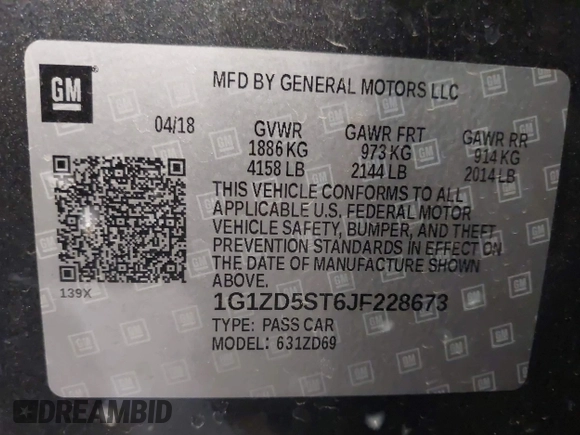 GM
MFD BY GENERAL MOTORS LLC
04/18 GVWR GAWR FRT GAWR RR
1886 KG 973 KG 914 KG
4158 LB 2144 LB 2014 LB
THIS VEHICLE CONFORMS TO ALL
APPLICABLE U.S. FEDERAL MOTOR
VEHICLE SAFETY, BUMPER, AND THEFT
PREVENTION STANDARDS IN EFFECT ON
THE DATE OF MANUFACTURE SHOWN
ABOVE.
139X
1G1ZD5ST6JF228673
TYPE: PASS CAR
MODEL: 631ZD69
DREAMBID